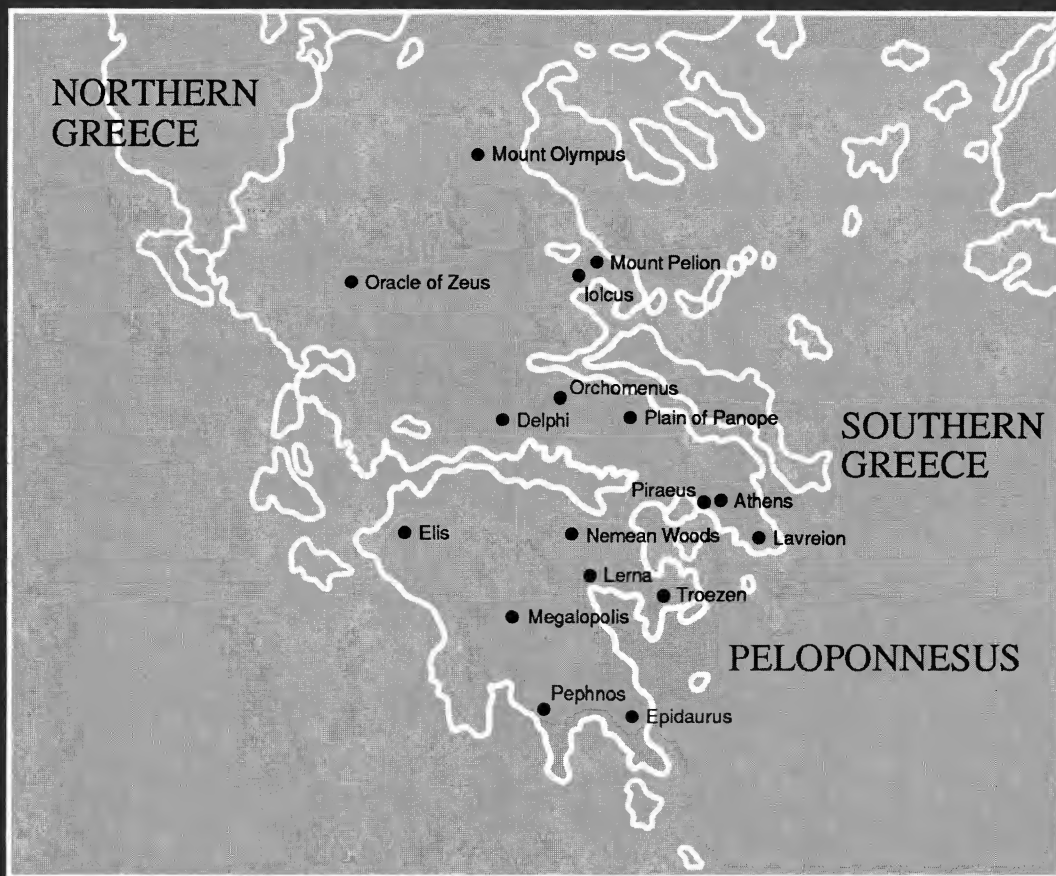 NORTHERN
GREECE
Mount Olympus
Mount Pelion
Oracle of Zeus
Iolcus
Orchomenus
Delphi
Plain of Panope
SOUTHERN
GREECE
Piraeus
Athens
Elis
Nemean Woods
Lavreion
Lerna
Troezen
Megalopolis
PELOPONNESUS
Pephnos
Epidaurus